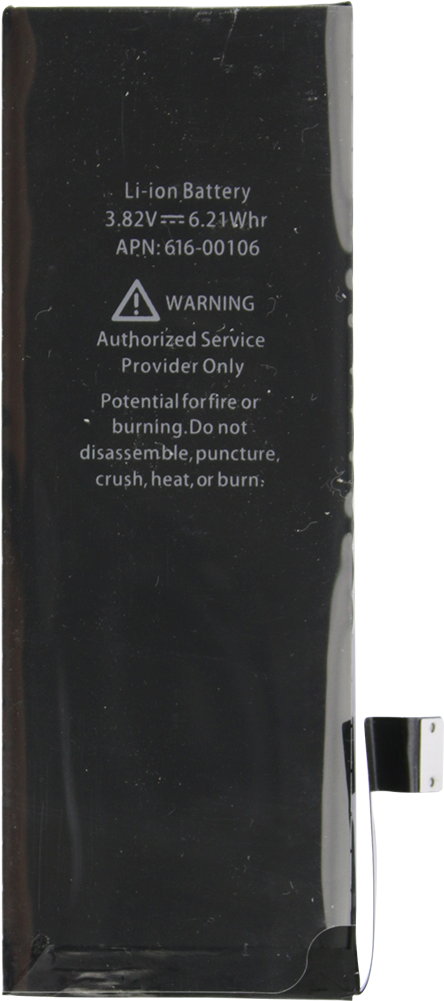 Li-ion Battery
3.82V⎓6.21Whr
APN: 616-00106
WARNING
Authorized Service
Provider Only
Potential for fire or
burning.Do not
disassemble,puncture,
crush, heat, or burn.